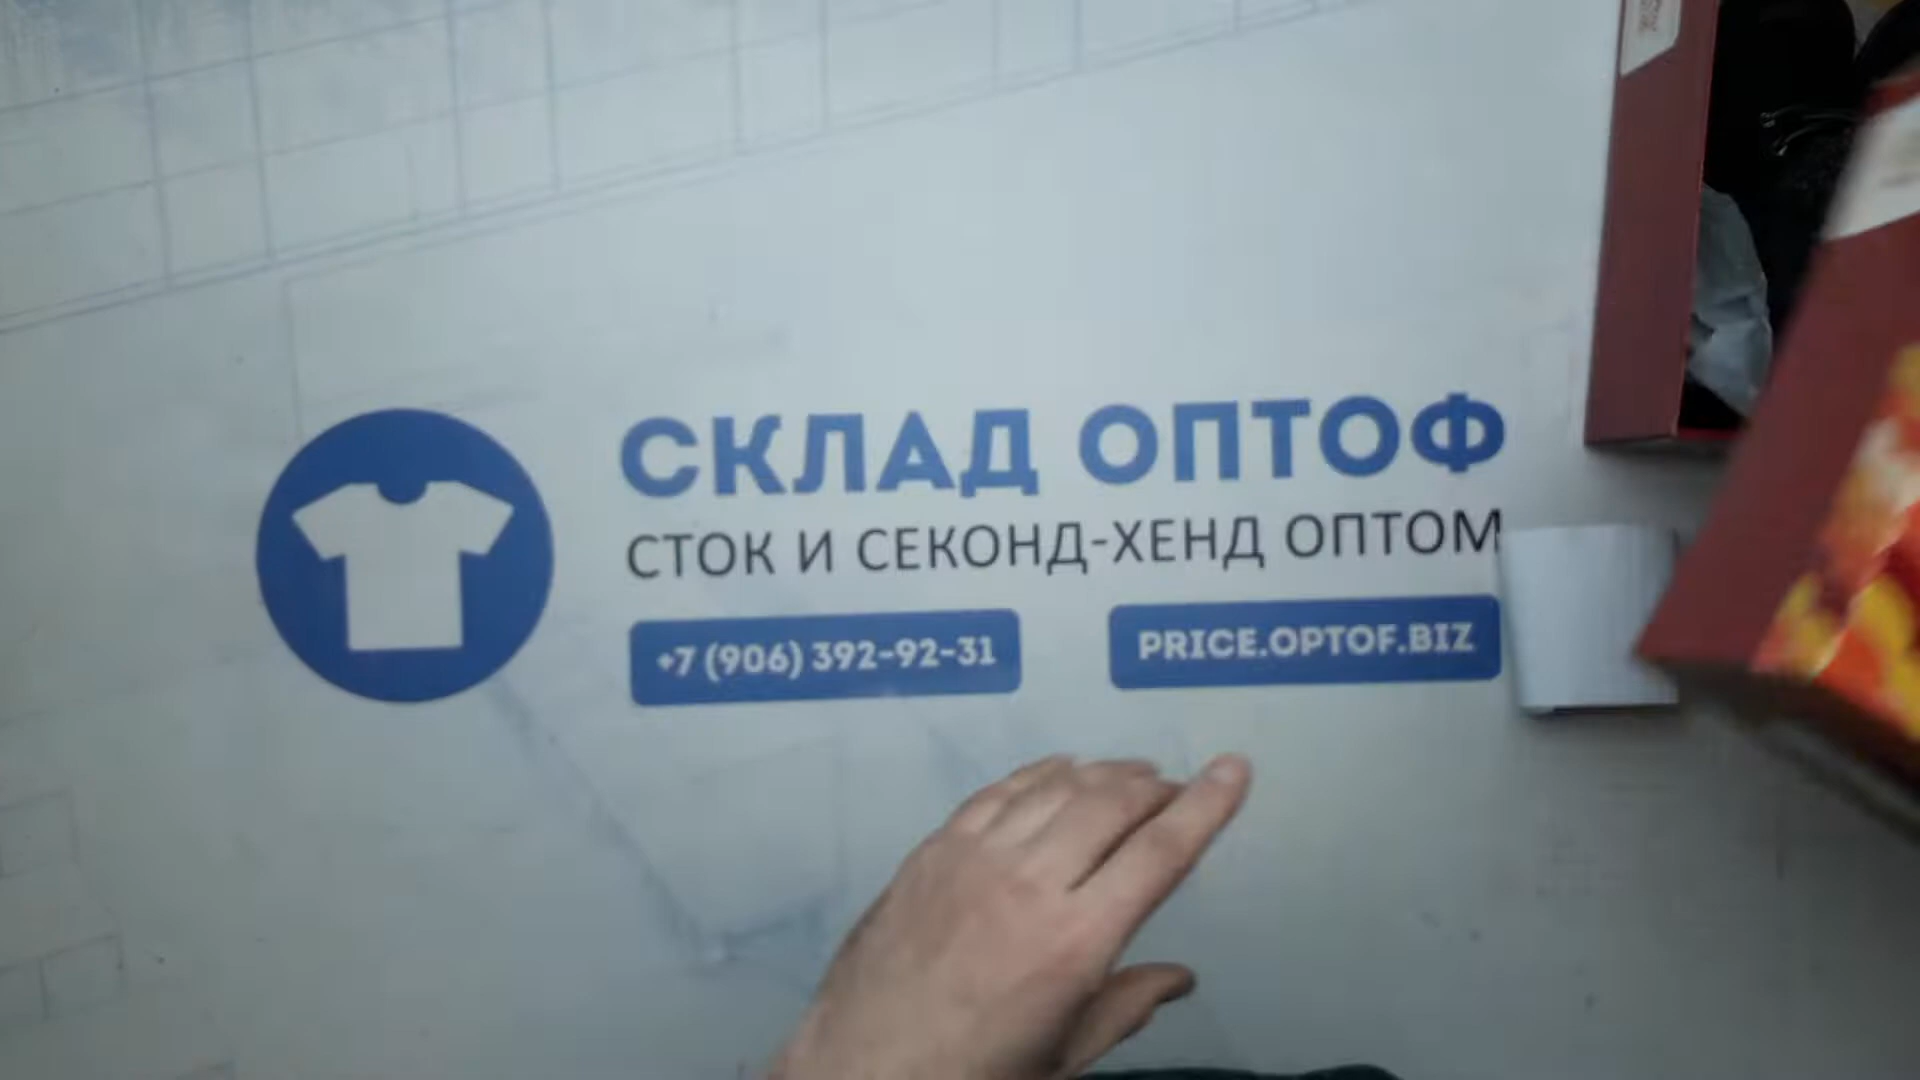 СКЛАД ОПТОФ
СТОК И СЕКОНД-ХЕНД ОПТОМ
+7 (906) 392-92-31
PRICE.OPTOF.BIZ